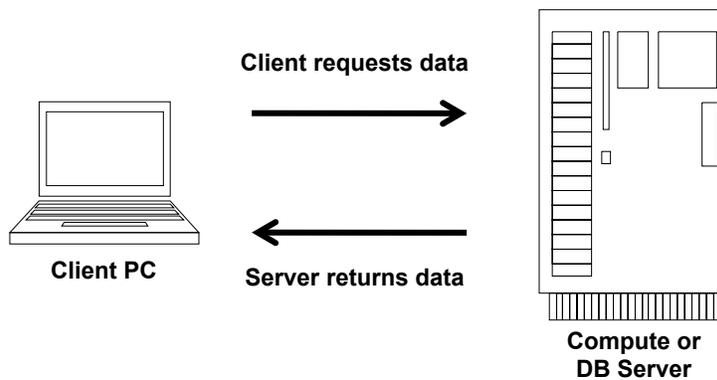 Client requests data
Client PC
Server returns data
Compute or
DB Server